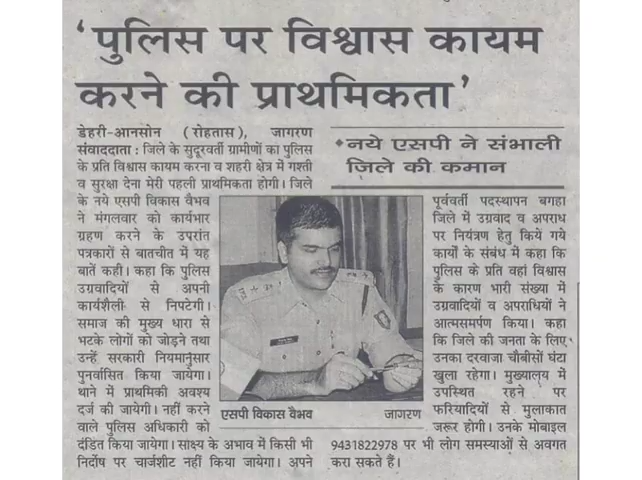 ‘पुलिस पर विश्वास कायम
करने की प्राथमिकता’
डेहरी-आनसोन (रोहतास), जागरण
संवाददाता : जिले के सुदूरवर्ती ग्रामीणों का पुलिस
के प्रति विश्वास कायम करना व शहरी क्षेत्र में गश्ती
व सुरक्षा देना मेरी पहली प्राथमिकता होगी। जिले
के नये एसपी विकास वैभव
ने मंगलवार को कार्यभार
ग्रहण करने के उपरांत
पत्रकारों से बातचीत में यह
बातें कही। कहा कि पुलिस
उग्रवादियों से अपनी
कार्यशैली से निपटेगी।
समाज की मुख्य धारा से
भटके लोगों को जोड़ने तथा
उन्हें सरकारी नियमानुसार
पुनर्वासित किया जायेगा।
थाने में प्राथमिकी अवश्य
दर्ज की जायेगी। नहीं करने
वाले पुलिस अधिकारी को
दंडित किया जायेगा। साक्ष्य के अभाव में किसी भी
निर्दोष पर चार्जशीट नहीं किया जायेगा। अपने
नये एसपी ने संभाली
जिले की कमान
एसपी विकास वैभव जागरण
पूर्ववर्ती पदस्थापन बगहा
जिले में उग्रवाद व अपराध
पर नियंत्रण हेतु किये गये
कार्यों के संबंध में कहा कि
पुलिस के प्रति वहां विश्वास
के कारण भारी संख्या में
उग्रवादियों व अपराधियों ने
आत्मसमर्पण किया। कहा
कि जिले की जनता के लिए
उनका दरवाजा चौबीसों घंटा
खुला रहेगा। मुख्यालय में
उपस्थित रहने पर
फरियादियों से मुलाकात
जरूर होगी। उनके मोबाइल
9431822978 पर भी लोग समस्याओं से अवगत
करा सकते हैं।